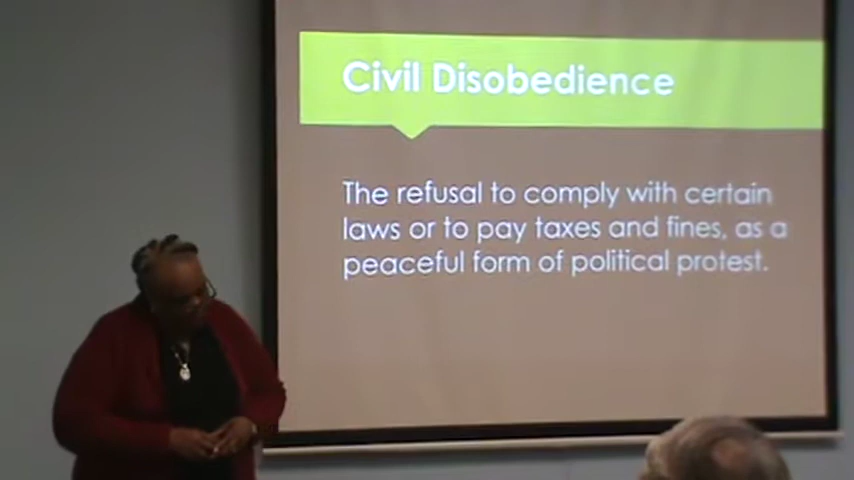 Civil Disobedience
The refusal to comply with certain
laws or to pay taxes and fines, as a
peaceful form of political protest.